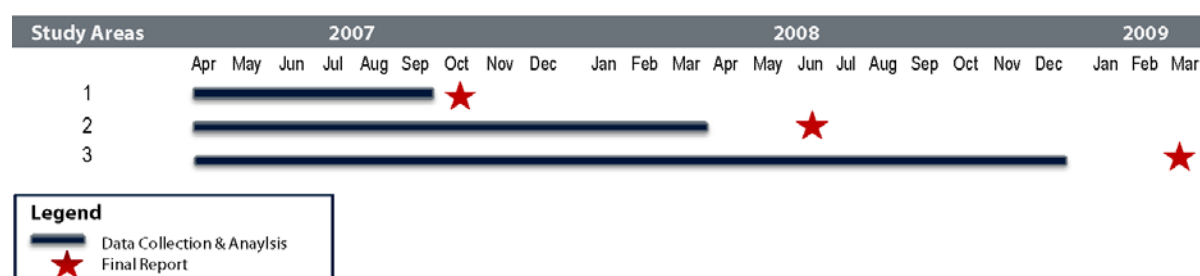 Study Areas 2007 2008 2009
Apr May Jun Jul Aug Sep Oct Nov Dec Jan Feb Mar Apr May Jun Jul Aug Sep Oct Nov Dec Jan Feb Mar
1
2
3
Legend
Data Collection & Anaylsis
Final Report